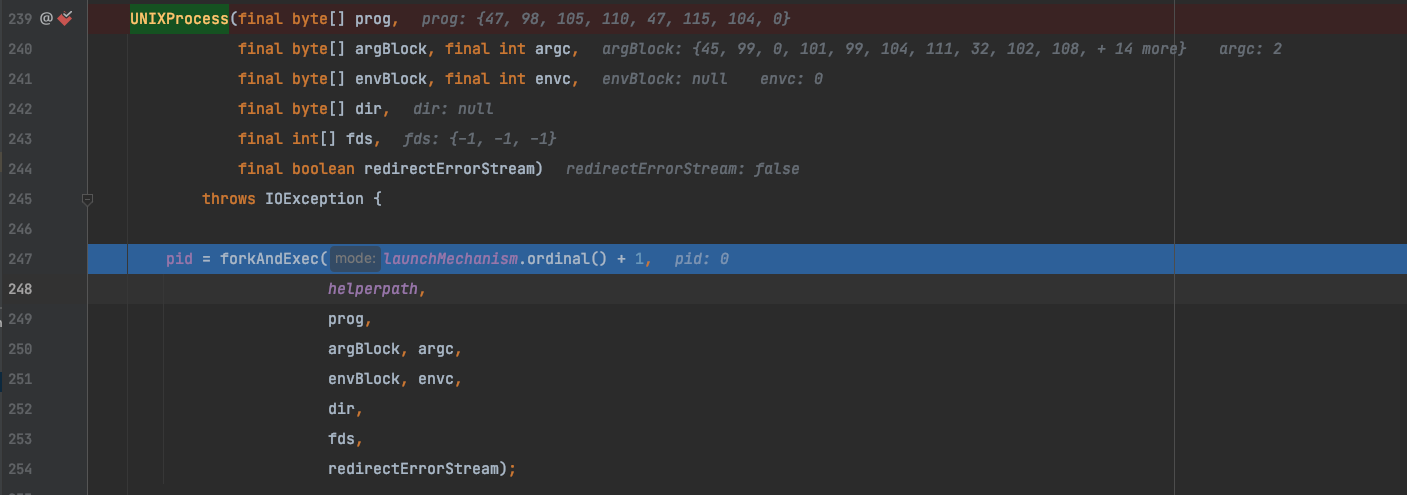 239 @ UNIXProcess(final byte[] prog, prog: {47, 98, 105, 110, 47, 115, 104, 0}
240 final byte[] argBlock, final int argc, argBlock: {45, 99, 0, 101, 99, 104, 111, 32, 102, 108, + 14 more} argc: 2
241 final byte[] envBlock, final int envc, envBlock: null envc: 0
242 final byte[] dir, dir: null
243 final int[] fds, fds: {-1, -1, -1}
244 final boolean redirectErrorStream) redirectErrorStream: false
245 throws IOException {
246
247 pid = forkAndExec( mode: launchMechanism.ordinal() + 1, pid: 0
248 helperpath,
249 prog,
250 argBlock, argc,
251 envBlock, envc,
252 dir,
253 fds,
254 redirectErrorStream);